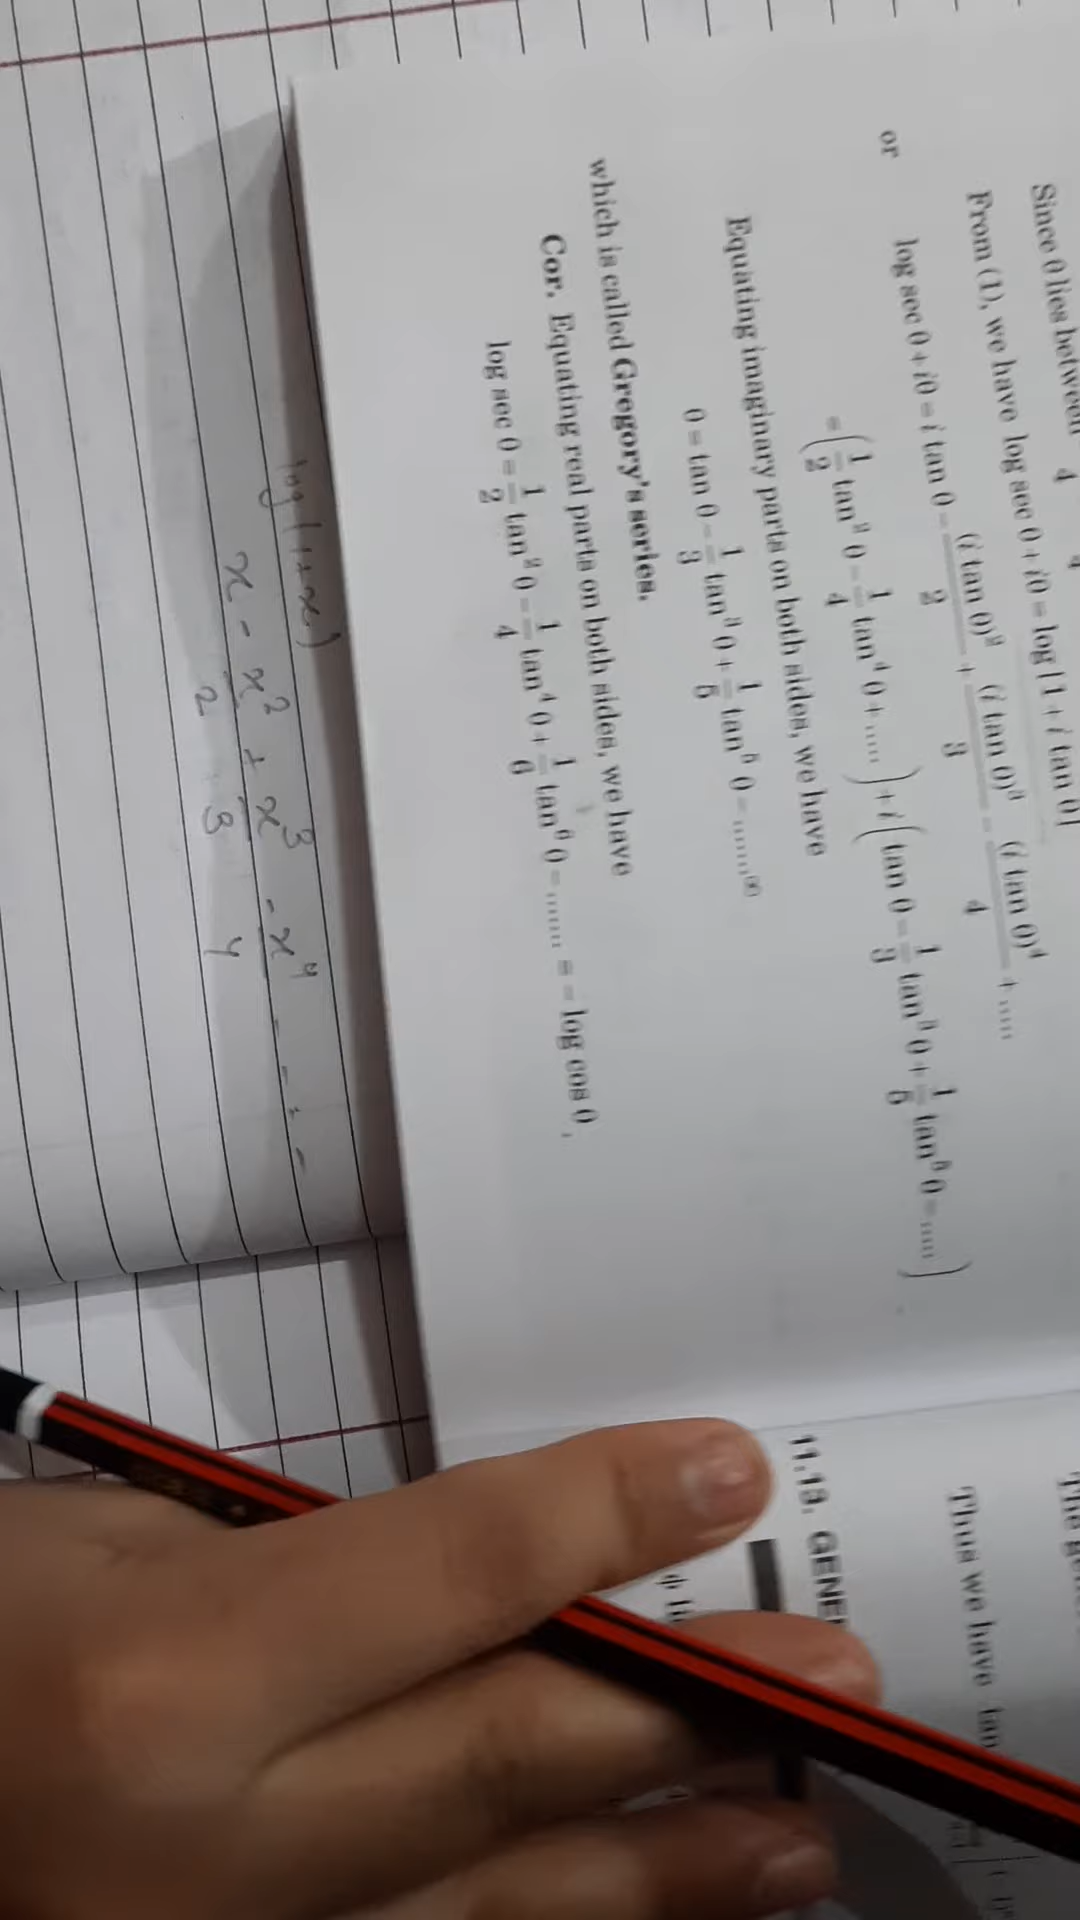 Since θ lies between
4
From (1), we have log sec θ + iθ = log [1 + i tan θ]
or log sec θ + iθ = i tan θ - (i tan θ)²/2 + (i tan θ)³/3 - (i tan θ)⁴/4 + .....
= (1/2 tan² θ - 1/4 tan⁴ θ + .....) + i (tan θ - 1/3 tan³ θ + 1/5 tan⁵ θ - .....)
Equating imaginary parts on both sides, we have
θ = tan θ - 1/3 tan³ θ + 1/5 tan⁵ θ - ......∞
which is called Gregory's series.
Cor. Equating real parts on both sides, we have
log sec θ = 1/2 tan² θ - 1/4 tan⁴ θ + 1/6 tan⁶ θ - ....... = - log cos θ .
log (1+x)
x - x²/2 + x³/3 - x⁴/4 - - - -
Thus we have tan
11.13. GENE
φ li